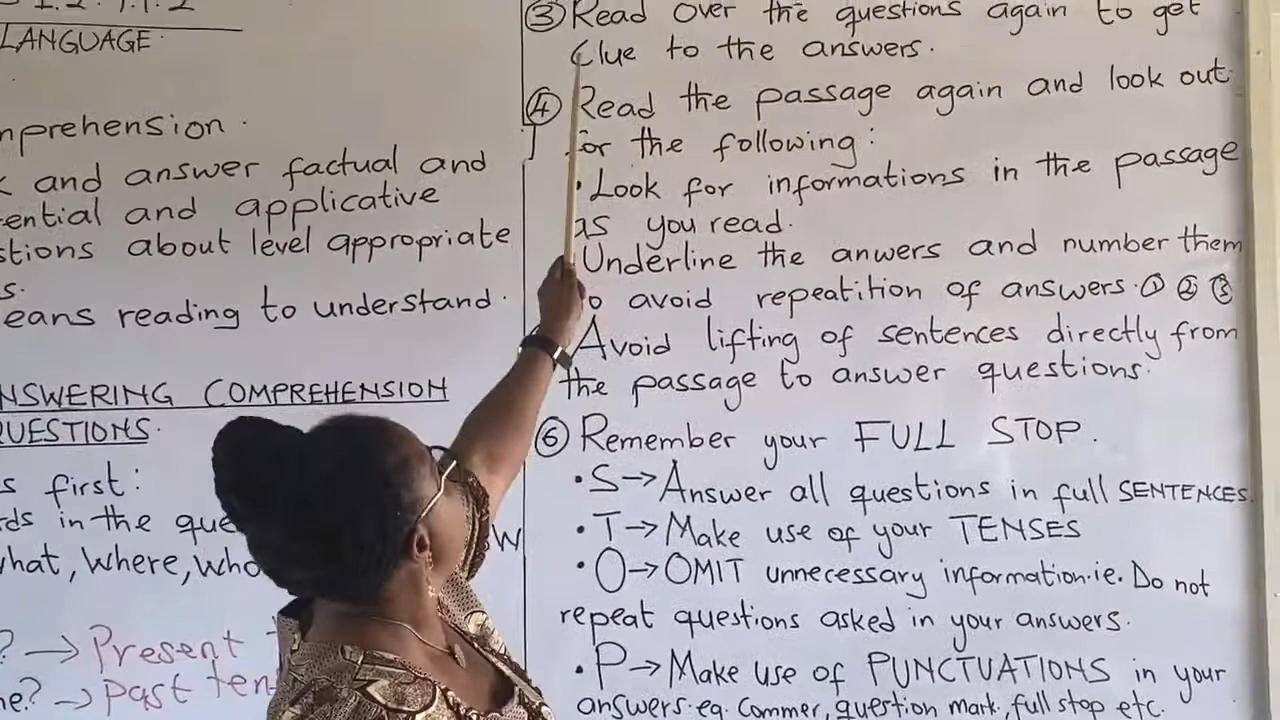 LANGUAGE
mprehension.
and answer factual and
ential and applicative
stions about level appropriate
s.
eans reading to understand.
NSWERING COMPREHENSION
QUESTIONS.
s first:
ds in the que
W
hat, Where, Who
? → Present
me? → past ten
③ Read over the questions again to get
Clue to the answers.
④ Read the passage again and look out
for the following:
• Look for informations in the passage
as you read.
Underline the anwers and number them
to avoid repeatition of answers. ① ② ③
Avoid lifting of sentences directly from
the passage to answer questions.
⑥ Remember your FULL STOP.
• S → Answer all questions in full SENTENCES.
• T → Make use of your TENSES
• O → OMIT unnecessary information.ie. Do not
repeat questions asked in your answers.
• P → Make use of PUNCTUATIONS in your
answers.eg. Commer, question mark, full stop etc.